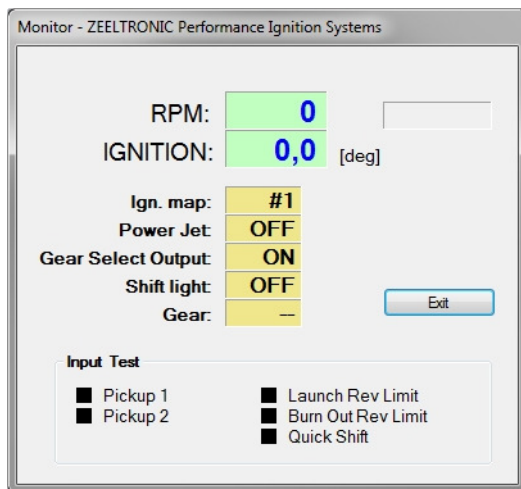 Monitor - ZEELTRONIC Performance Ignition Systems
RPM: 0
IGNITION: 0,0 [deg]
Ign. map: #1
Power Jet: OFF
Gear Select Output: ON
Shift light: OFF
Exit
Gear: --
Input Test
Pickup 1 Launch Rev Limit
Pickup 2 Burn Out Rev Limit
Quick Shift